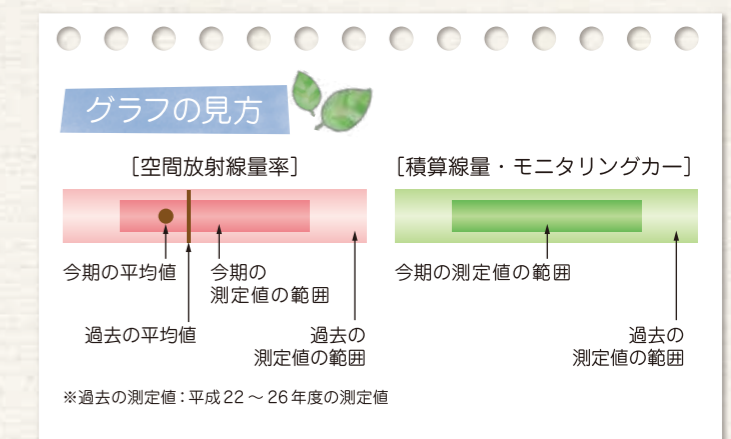 グラフの見方
［空間放射線量率］
今期の平均値
今期の
測定値の範囲
過去の平均値
過去の
測定値の範囲
［積算線量・モニタリングカー］
今期の測定値の範囲
過去の
測定値の範囲
※過去の測定値：平成22～26年度の測定値